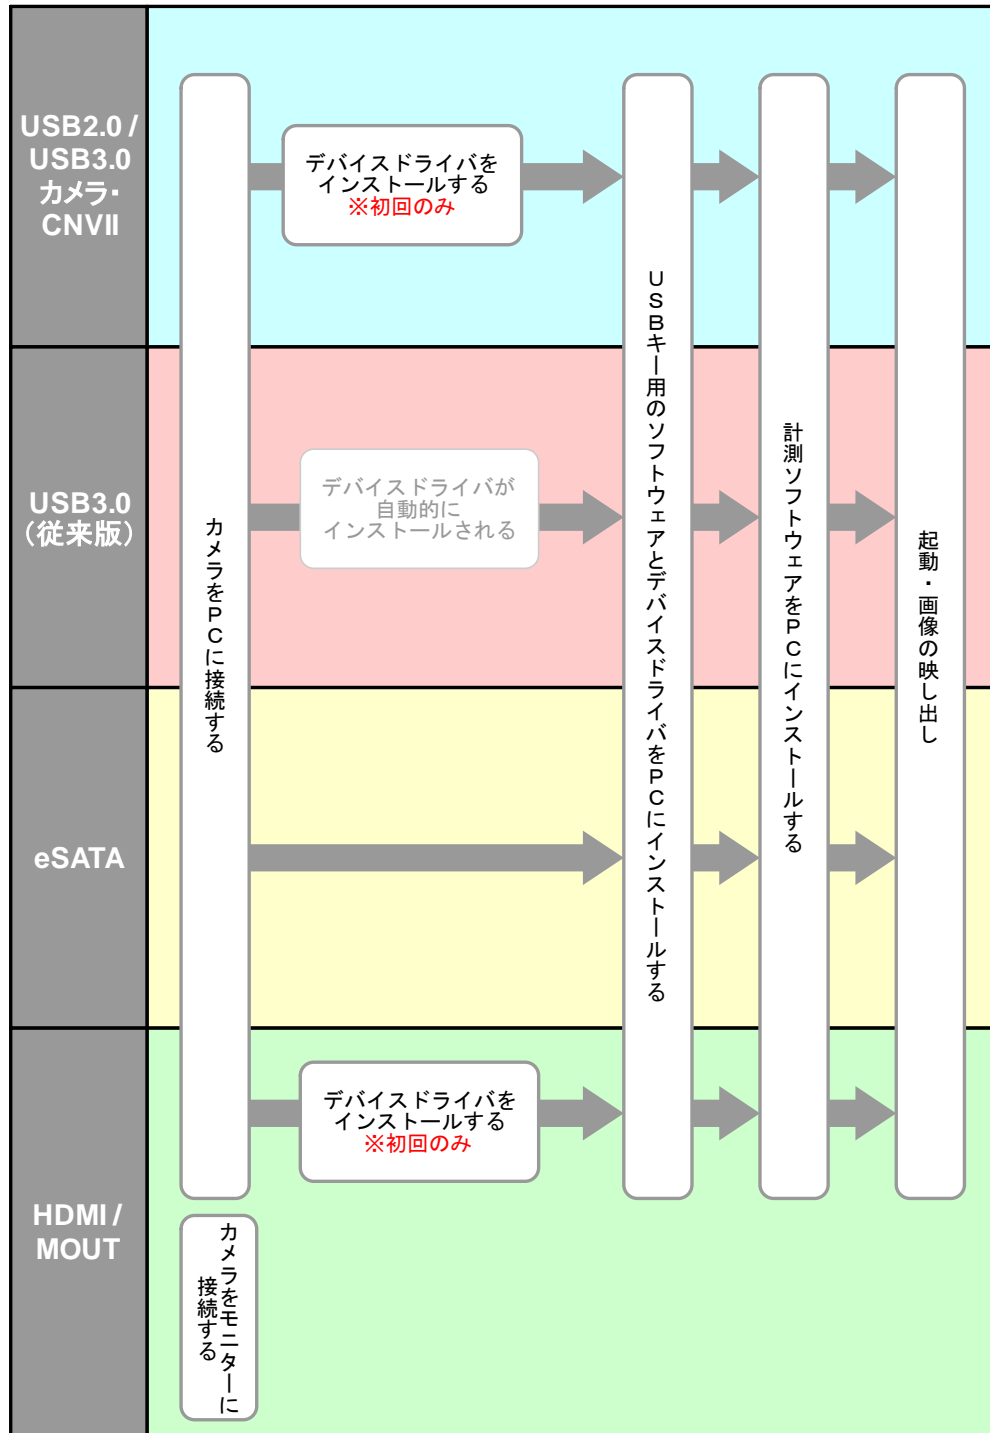 USB2.0 /
USB3.0
カメラ・
CNVII
デバイスドライバを
インストールする
※初回のみ
USB3.0
（従来版）
デバイスドライバが
自動的に
インストールされる
eSATA
HDMI /
MOUT
デバイスドライバを
インストールする
※初回のみ
カメラをPCに接続する
カメラをモニターに
接続する
USBキー用のソフトウェアとデバイスドライバをPCにインストールする
計測ソフトウェアをPCにインストールする
起動・画像の映し出し